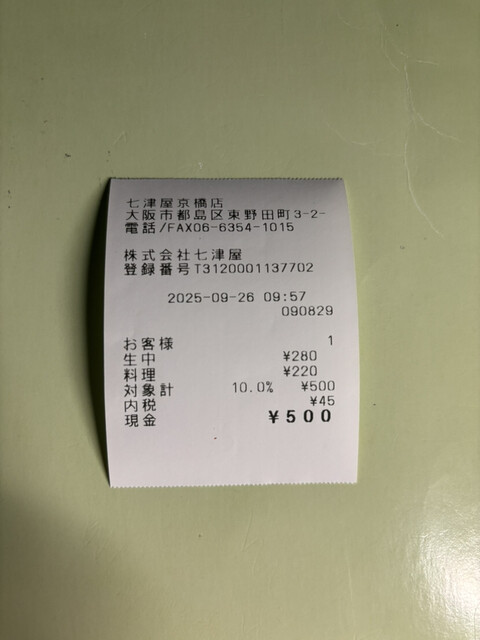 七津屋京橋店
大阪市都島区東野田町3-2-
電話/FAX06-6354-1015
株式会社七津屋
登録番号T3120001137702
2025-09-26 09:57
090829
お客様 1
生中 ¥280
料理 ¥220
対象計 10.0% ¥500
内税 ¥45
現金 ¥500